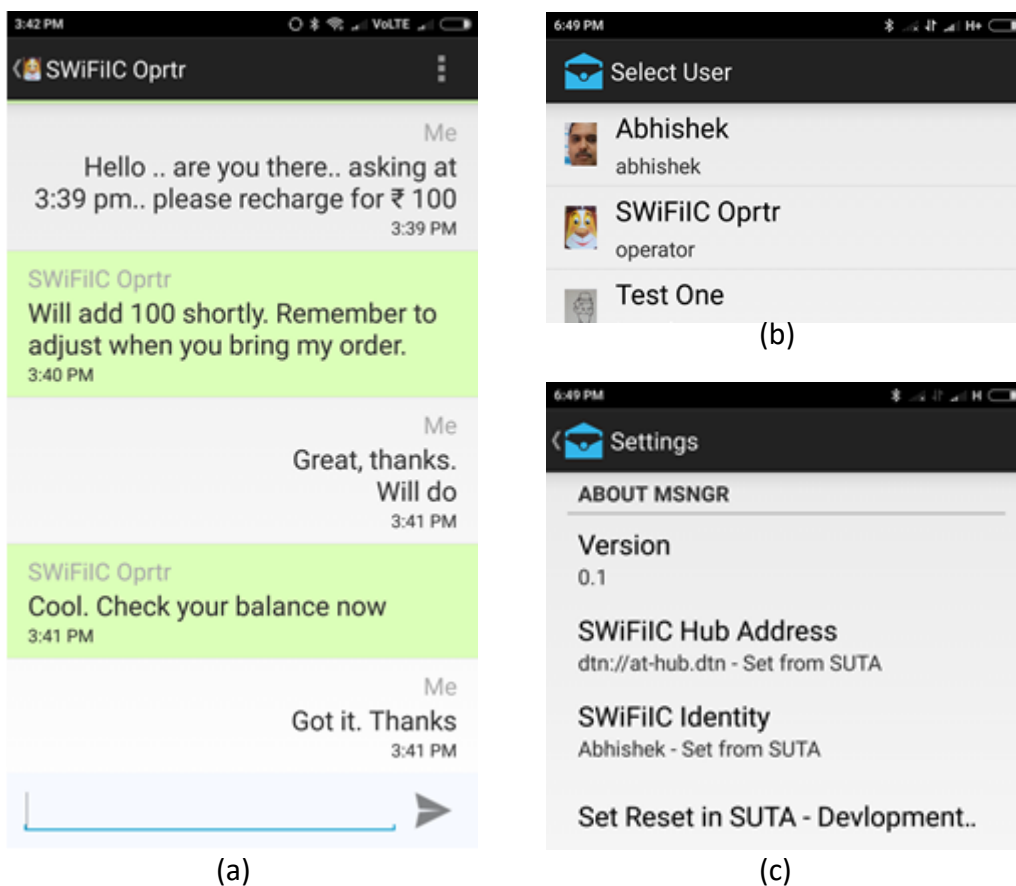 3:42 PM VoLTE
SWiFiIC Oprtr
Me
Hello .. are you there.. asking at
3:39 pm.. please recharge for ₹ 100
3:39 PM
SWiFiIC Oprtr
Will add 100 shortly. Remember to
adjust when you bring my order.
3:40 PM
Me
Great, thanks.
Will do
3:41 PM
SWiFiIC Oprtr
Cool. Check your balance now
3:41 PM
Me
Got it. Thanks
3:41 PM
(a)
6:49 PM H+
Select User
Abhishek
abhishek
SWiFiIC Oprtr
operator
Test One
(b)
6:49 PM H
Settings
ABOUT MSNGR
Version
0.1
SWiFiIC Hub Address
dtn://at-hub.dtn - Set from SUTA
SWiFiIC Identity
Abhishek - Set from SUTA
Set Reset in SUTA - Devlopment..
(c)